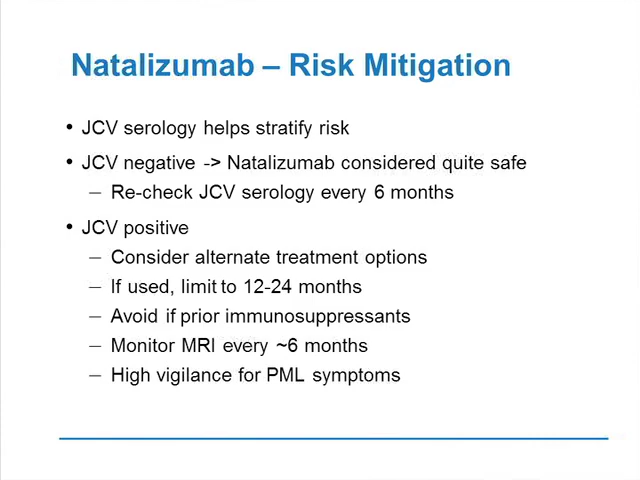 Natalizumab – Risk Mitigation
• JCV serology helps stratify risk
• JCV negative -> Natalizumab considered quite safe
– Re-check JCV serology every 6 months
• JCV positive
– Consider alternate treatment options
– If used, limit to 12-24 months
– Avoid if prior immunosuppressants
– Monitor MRI every ~6 months
– High vigilance for PML symptoms